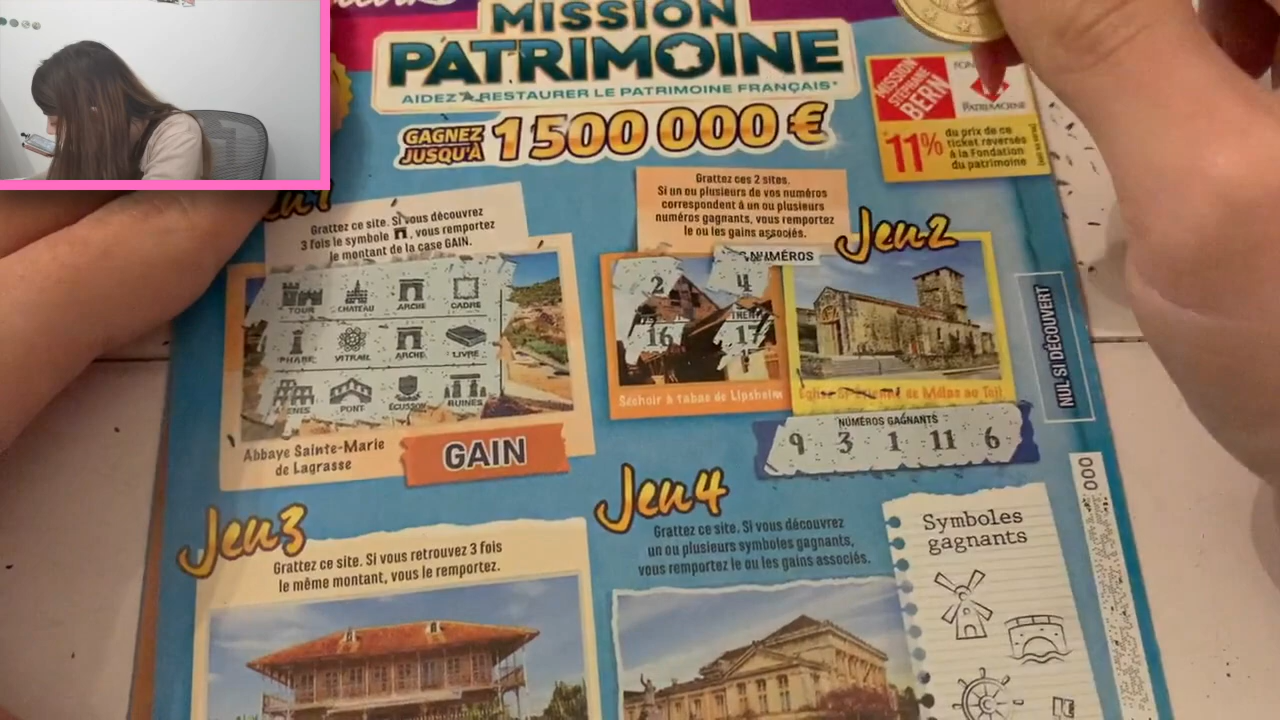 MISSION
PATRIMOINE
AIDEZ À RESTAURER LE PATRIMOINE FRANÇAIS*
GAGNEZ
JUSQU'À 1 500 000 €
MISSION
STÉPHANE
BERN
PATRIMOINE
11% du prix de ce
ticket reversés
à la Fondation
du patrimoine
Grattez ce site. Si vous découvrez
3 fois le symbole , vous remportez
le montant de la case GAIN.
TOUR CHATEAU ARCHE CADRE
PHARE VITRAIL ARCHE LIVRE
PONT ÉCUSSON RUINES
Abbaye Sainte-Marie
de Lagrasse
GAIN
Grattez ces 2 sites.
Si un ou plusieurs de vos numéros
correspondent à un ou plusieurs
numéros gagnants, vous remportez
le ou les gains associés.
Jeu2
NUMÉROS
2 4
16 17
Séchoir à tabac de Lipsheim
NUMÉROS GAGNANTS
9 3 1 11 6
NUL SI DÉCOUVERT
000
Jeu3
Grattez ce site. Si vous retrouvez 3 fois
le même montant, vous le remportez.
Jeu4
Grattez ce site. Si vous découvrez
un ou plusieurs symboles gagnants,
vous remportez le ou les gains associés.
Symboles
gagnants